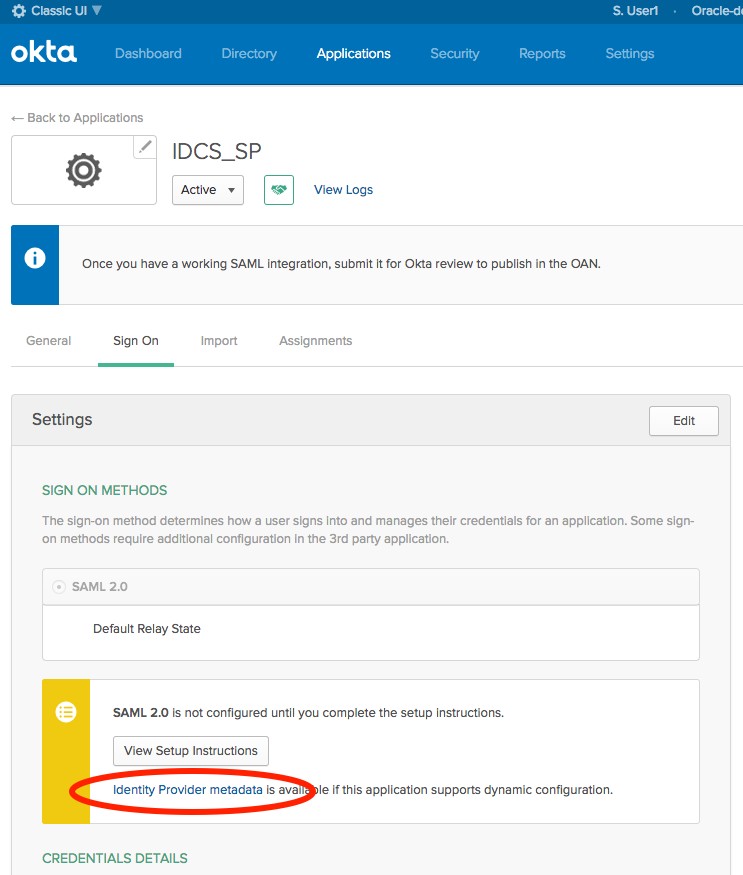 Classic UI ▼
S. User1 · Oracle-de
okta
Dashboard Directory Applications Security Reports Settings
← Back to Applications
IDCS_SP
Active ▼ View Logs
Once you have a working SAML integration, submit it for Okta review to publish in the OAN.
General Sign On Import Assignments
Settings
Edit
SIGN ON METHODS
The sign-on method determines how a user signs into and manages their credentials for an application. Some sign-
on methods require additional configuration in the 3rd party application.
SAML 2.0
Default Relay State
SAML 2.0 is not configured until you complete the setup instructions.
View Setup Instructions
Identity Provider metadata is available if this application supports dynamic configuration.
CREDENTIALS DETAILS